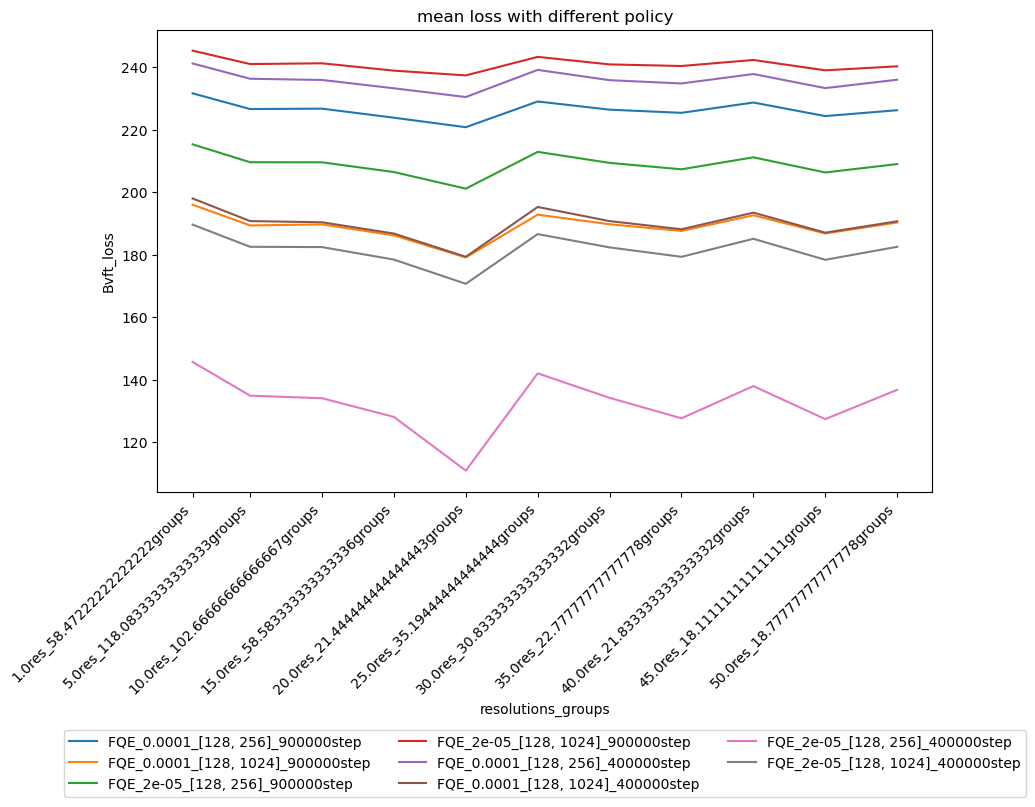 mean loss with different policy
240
220
200
180
160
140
120
Bvft_loss
1.0res_58.47222222222222groups
5.0res_118.08333333333333groups
10.0res_102.66666666666667groups
15.0res_58.583333333333336groups
20.0res_21.444444444444443groups
25.0res_35.19444444444444groups
30.0res_30.833333333333332groups
35.0res_22.77777777777778groups
40.0res_21.833333333333332groups
45.0res_18.11111111111111groups
50.0res_18.77777777777778groups
resolutions_groups
FQE_0.0001_[128, 256]_900000step
FQE_0.0001_[128, 1024]_900000step
FQE_2e-05_[128, 256]_900000step
FQE_2e-05_[128, 1024]_900000step
FQE_0.0001_[128, 256]_400000step
FQE_0.0001_[128, 1024]_400000step
FQE_2e-05_[128, 256]_400000step
FQE_2e-05_[128, 1024]_400000step